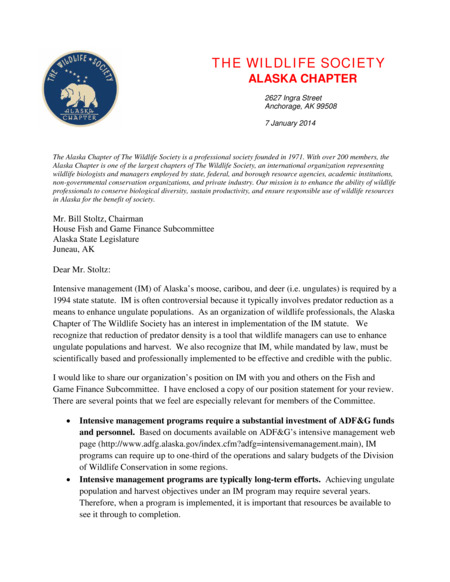 THE WILDLIFE SOCIETY
ALASKA
CHAPTER
THE WILDLIFE SOCIETY
ALASKA CHAPTER
2627 Ingra Street
Anchorage, AK 99508
7 January 2014
The Alaska Chapter of The Wildlife Society is a professional society founded in 1971. With over 200 members, the
Alaska Chapter is one of the largest chapters of The Wildlife Society, an international organization representing
wildlife biologists and managers employed by state, federal, and borough resource agencies, academic institutions,
non-governmental conservation organizations, and private industry. Our mission is to enhance the ability of wildlife
professionals to conserve biological diversity, sustain productivity, and ensure responsible use of wildlife resources
in Alaska for the benefit of society.
Mr. Bill Stoltz, Chairman
House Fish and Game Finance Subcommittee
Alaska State Legislature
Juneau, AK
Dear Mr. Stoltz:
Intensive management (IM) of Alaska's moose, caribou, and deer (i.e. ungulates) is required by a
1994 state statute. IM is often controversial because it typically involves predator reduction as a
means to enhance ungulate populations. As an organization of wildlife professionals, the Alaska
Chapter of The Wildlife Society has an interest in implementation of the IM statute. We
recognize that reduction of predator density is a tool that wildlife managers can use to enhance
ungulate populations and harvest. We also recognize that IM, while mandated by law, must be
scientifically based and professionally implemented to be effective and credible with the public.
I would like to share our organization's position on IM with you and others on the Fish and
Game Finance Subcommittee. I have enclosed a copy of our position statement for your review.
There are several points that we feel are especially relevant for members of the Committee.
• Intensive management programs require a substantial investment of ADF&G funds
and personnel. Based on documents available on ADF&G's intensive management web
page (http://www.adfg.alaska.gov/index.cfm?adfg=intensivemanagement.main), IM
programs can require up to one-third of the operations and salary budgets of the Division
of Wildlife Conservation in some regions.
• Intensive management programs are typically long-term efforts. Achieving ungulate
population and harvest objectives under an IM program may require several years.
Therefore, when a program is implemented, it is important that resources be available to
see it through to completion.